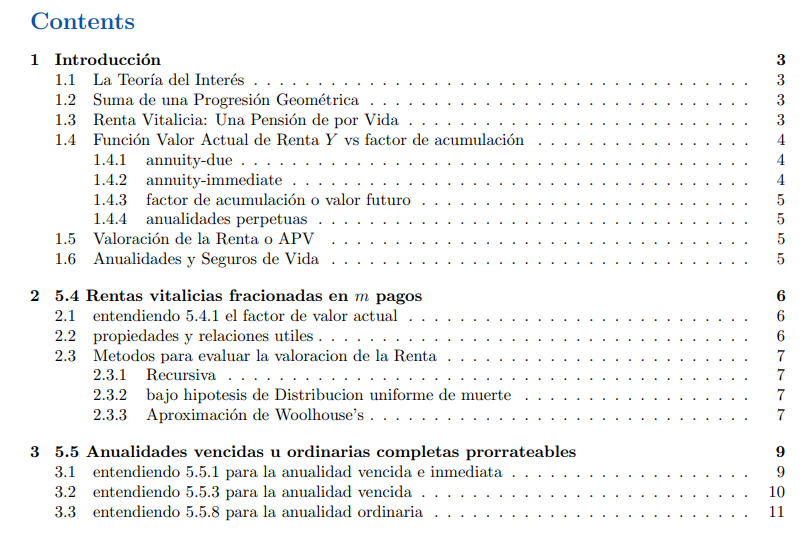 Contents
1 Introducción 3
1.1 La Teoría del Interés . . . . . . . . . . . . . . . . . . . . . . . . . . . . . . . . . . . . . . . . 3
1.2 Suma de una Progresión Geométrica . . . . . . . . . . . . . . . . . . . . . . . . . . . . . . . 3
1.3 Renta Vitalicia: Una Pensión de por Vida . . . . . . . . . . . . . . . . . . . . . . . . . . . . 3
1.4 Función Valor Actual de Renta Y vs factor de acumulación . . . . . . . . . . . . . . . . . 4
1.4.1 annuity-due . . . . . . . . . . . . . . . . . . . . . . . . . . . . . . . . . . . . . . . . . 4
1.4.2 annuity-immediate . . . . . . . . . . . . . . . . . . . . . . . . . . . . . . . . . . . . . 4
1.4.3 factor de acumulación o valor futuro . . . . . . . . . . . . . . . . . . . . . . . . . . . 5
1.4.4 anualidades perpetuas . . . . . . . . . . . . . . . . . . . . . . . . . . . . . . . . . . . 5
1.5 Valoración de la Renta o APV . . . . . . . . . . . . . . . . . . . . . . . . . . . . . . . . . . 5
1.6 Anualidades y Seguros de Vida . . . . . . . . . . . . . . . . . . . . . . . . . . . . . . . . . . 5
2 5.4 Rentas vitalicias fraccionadas en m pagos 6
2.1 entendiendo 5.4.1 el factor de valor actual . . . . . . . . . . . . . . . . . . . . . . . . . . . . 6
2.2 propiedades y relaciones utiles . . . . . . . . . . . . . . . . . . . . . . . . . . . . . . . . . . . 6
2.3 Metodos para evaluar la valoracion de la Renta . . . . . . . . . . . . . . . . . . . . . . . . . 7
2.3.1 Recursiva . . . . . . . . . . . . . . . . . . . . . . . . . . . . . . . . . . . . . . . . . . 7
2.3.2 bajo hipotesis de Distribucion uniforme de muerte . . . . . . . . . . . . . . . . . . 7
2.3.3 Aproximación de Woolhouse's . . . . . . . . . . . . . . . . . . . . . . . . . . . . . . . 7
3 5.5 Anualidades vencidas u ordinarias completas prorrateables 9
3.1 entendiendo 5.5.1 para la anualidad vencida e inmediata . . . . . . . . . . . . . . . . . . . 9
3.2 entendiendo 5.5.3 para la anualidad vencida . . . . . . . . . . . . . . . . . . . . . . . . . . . 10
3.3 entendiendo 5.5.8 para la anualidad ordinaria . . . . . . . . . . . . . . . . . . . . . . . . . . 11